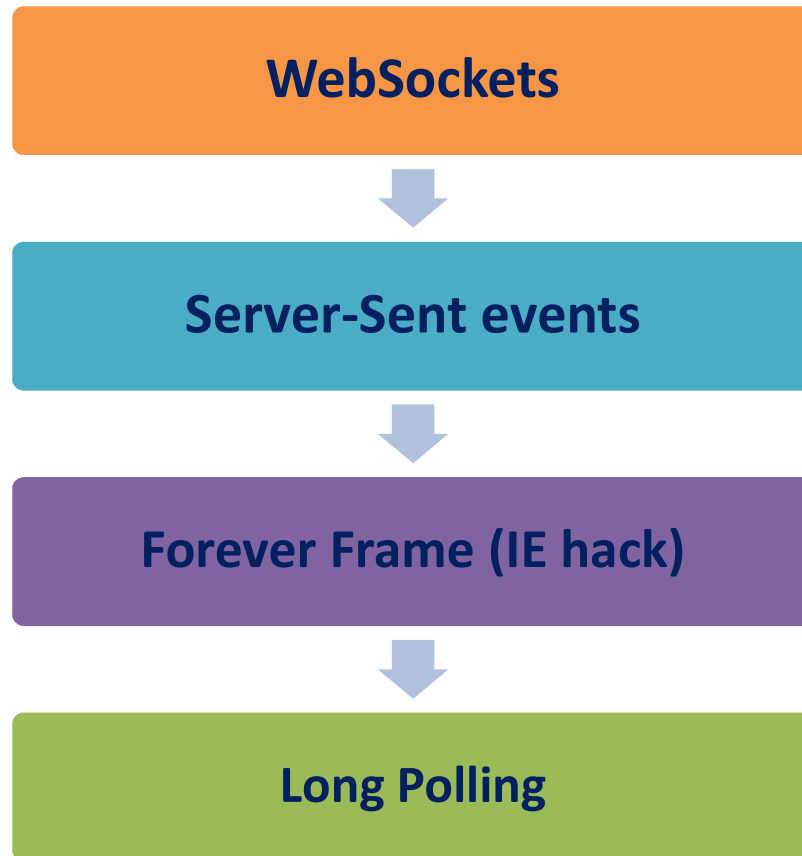 WebSockets
Server-Sent events
Forever Frame (IE hack)
Long Polling